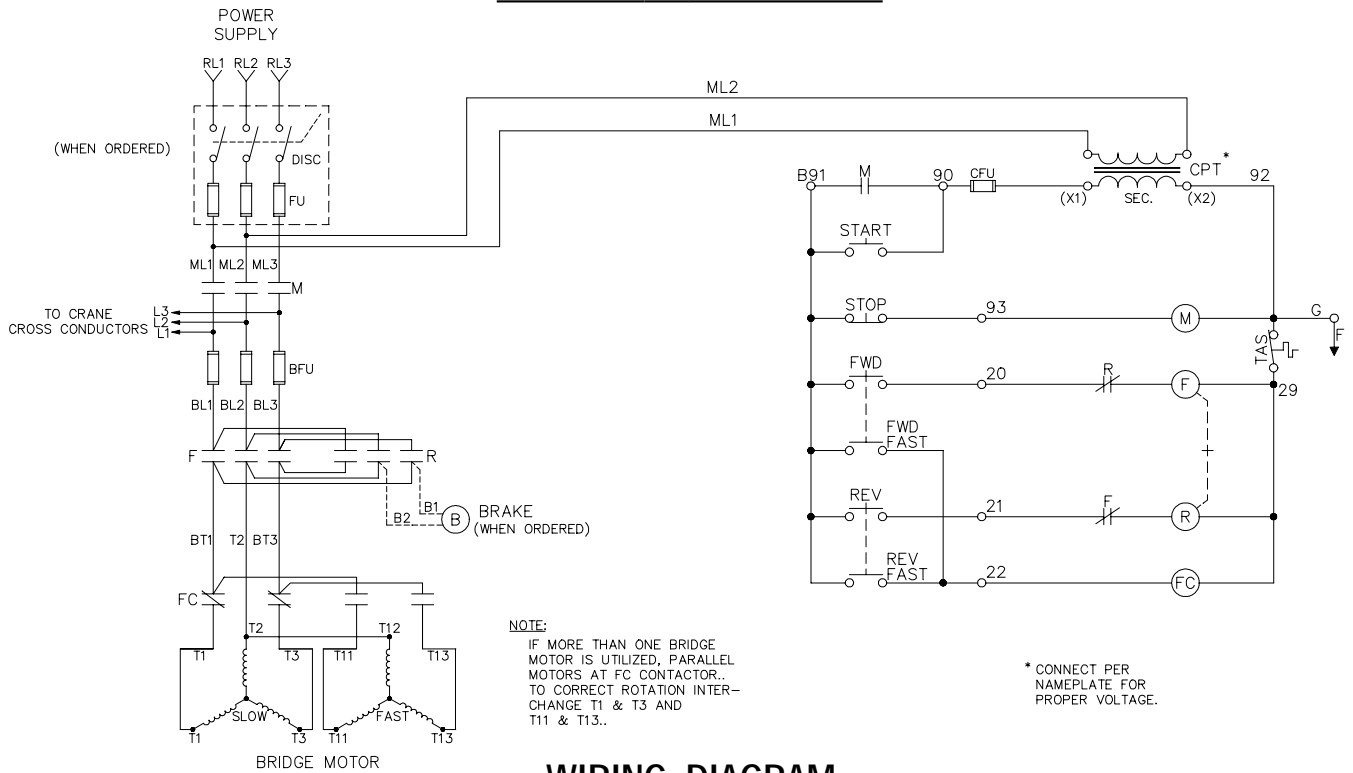 POWER
SUPPLY
RL1 RL2 RL3
ML2
ML1
(WHEN ORDERED)
DISC
CPT *
B91 M 90 CFU 92
FU
(X1) SEC. (X2)
START
ML1 ML2 ML3
M
TO CRANE
CROSS CONDUCTORS
L3
L2
L1
STOP 93 M G
F
TAS
BFU
FWD 20 R F
29
BL1 BL2 BL3
FWD
FAST
F R
REV 21 F R
B1
B2 B BRAKE
(WHEN ORDERED)
BT1 T2 BT3
REV
FAST 22 FC
FC
T2 T12
T1 T3 T11 T13
SLOW FAST
T1 T3 T11 T13
BRIDGE MOTOR
NOTE:
IF MORE THAN ONE BRIDGE
MOTOR IS UTILIZED, PARALLEL
MOTORS AT FC CONTACTOR..
TO CORRECT ROTATION INTER-
CHANGE T1 & T3 AND
T11 & T13..
* CONNECT PER
NAMEPLATE FOR
PROPER VOLTAGE.
WIRING DIAGRAM